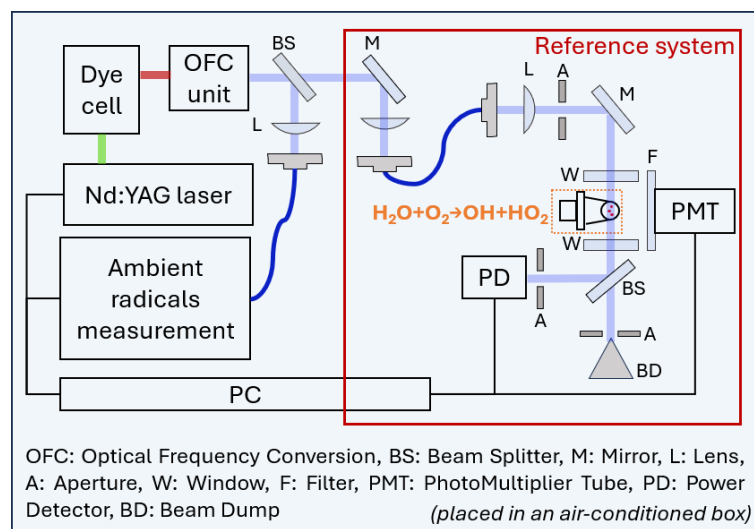 BS
M
Reference system
Dye
cell
OFC
unit
L
A
M
L
W
F
Nd:YAG laser
H₂O+O₂→OH+HO₂
PMT
W
Ambient
radicals
measurement
PD
BS
A
A
BD
PC
OFC: Optical Frequency Conversion, BS: Beam Splitter, M: Mirror, L: Lens,
A: Aperture, W: Window, F: Filter, PMT: PhotoMultiplier Tube, PD: Power
Detector, BD: Beam Dump
(placed in an air-conditioned box)